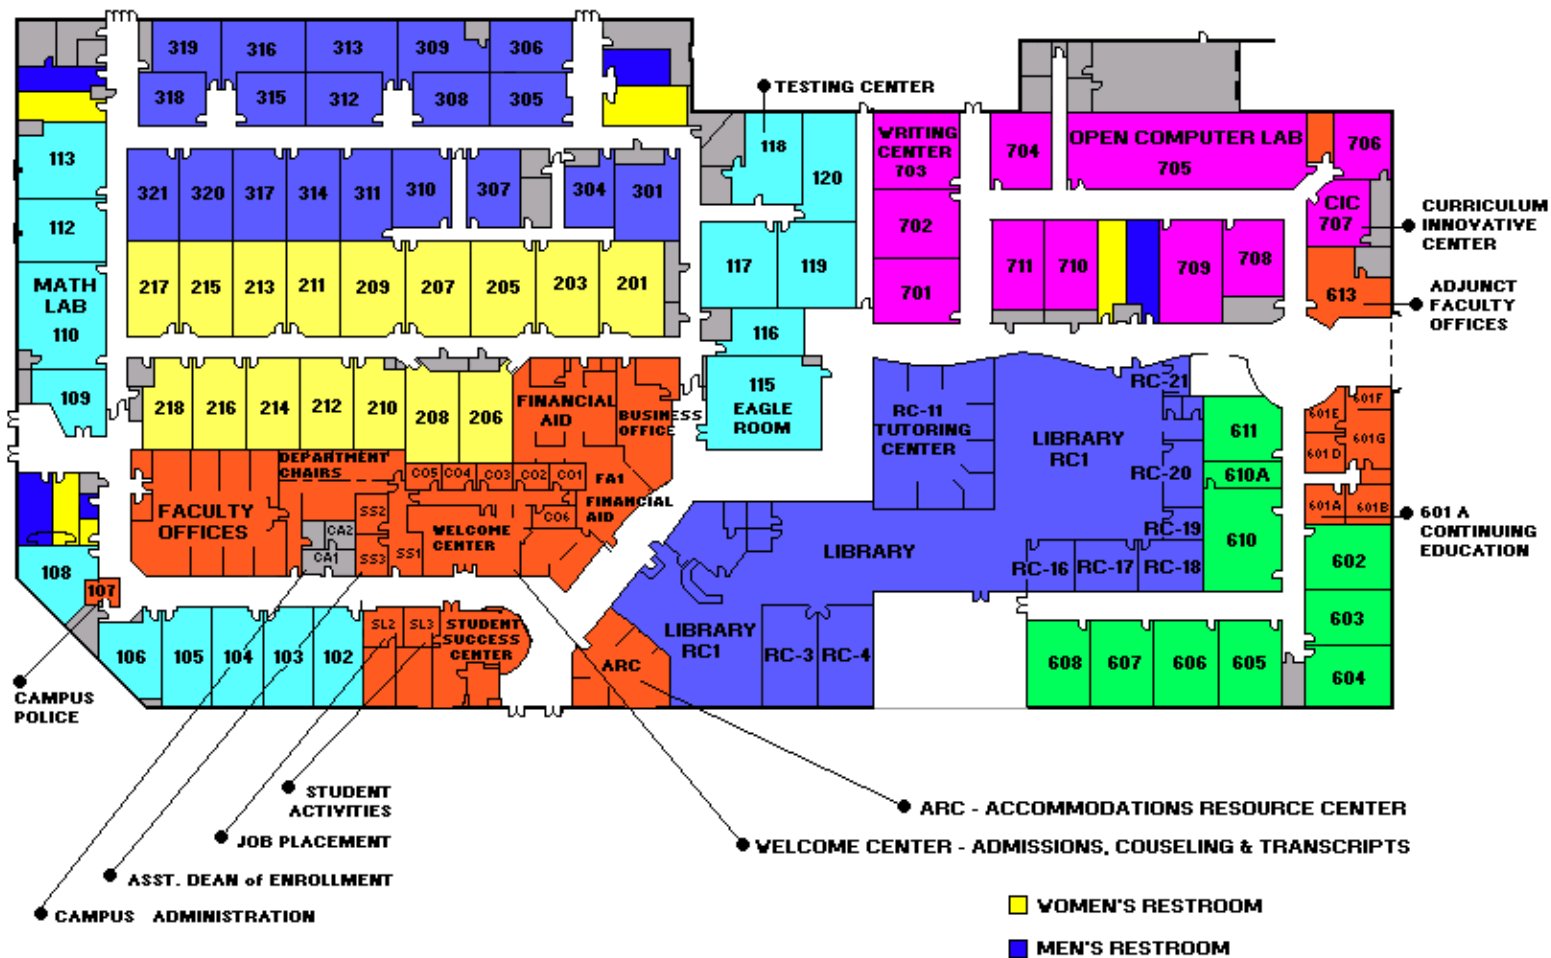 319
316
313
309
306
318
315
312
308
305
TESTING CENTER
113
118
120
WRITING
CENTER
703
704
OPEN COMPUTER LAB
705
706
321
320
317
314
311
310
307
304
301
112
702
CIC
707
CURRICULUM
INNOVATIVE
CENTER
MATH
LAB
110
217
215
213
211
209
207
205
203
201
117
119
701
711
710
709
708
613
ADJUNCT
FACULTY
OFFICES
116
109
218
216
214
212
210
208
206
FINANCIAL
AID
BUSINESS
OFFICE
115
EAGLE
ROOM
RC-11
TUTORING
CENTER
LIBRARY
RC1
RC-21
RC-20
RC-19
611
610A
610
601E
601F
601D
601G
601A
601B
601 A
CONTINUING
EDUCATION
DEPARTMENT
CHAIRS
CO5
CO4
CO3
CO2
CO1
FA1
FINANCIAL
AID
CO6
FACULTY
OFFICES
SS2
CA2
CA1
SS3
SS1
WELCOME
CENTER
LIBRARY
RC-16
RC-17
RC-18
602
603
604
108
107
106
105
104
103
102
SL2
SL3
STUDENT
SUCCESS
CENTER
ARC
LIBRARY
RC1
RC-3
RC-4
608
607
606
605
CAMPUS
POLICE
STUDENT
ACTIVITIES
JOB PLACEMENT
ASST. DEAN of ENROLLMENT
CAMPUS ADMINISTRATION
ARC - ACCOMMODATIONS RESOURCE CENTER
WELCOME CENTER - ADMISSIONS, COUSELING & TRANSCRIPTS
WOMEN'S RESTROOM
MEN'S RESTROOM